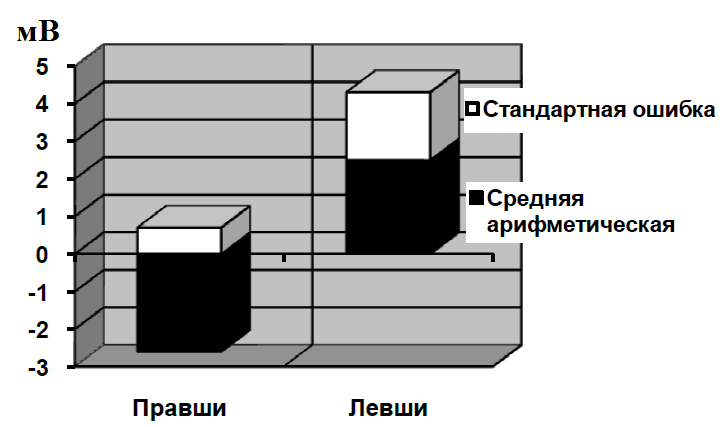 мВ
5
4
3
2
1
0
-1
-2
-3
Стандартная ошибка
Средняя
арифметическая
Правши Левши